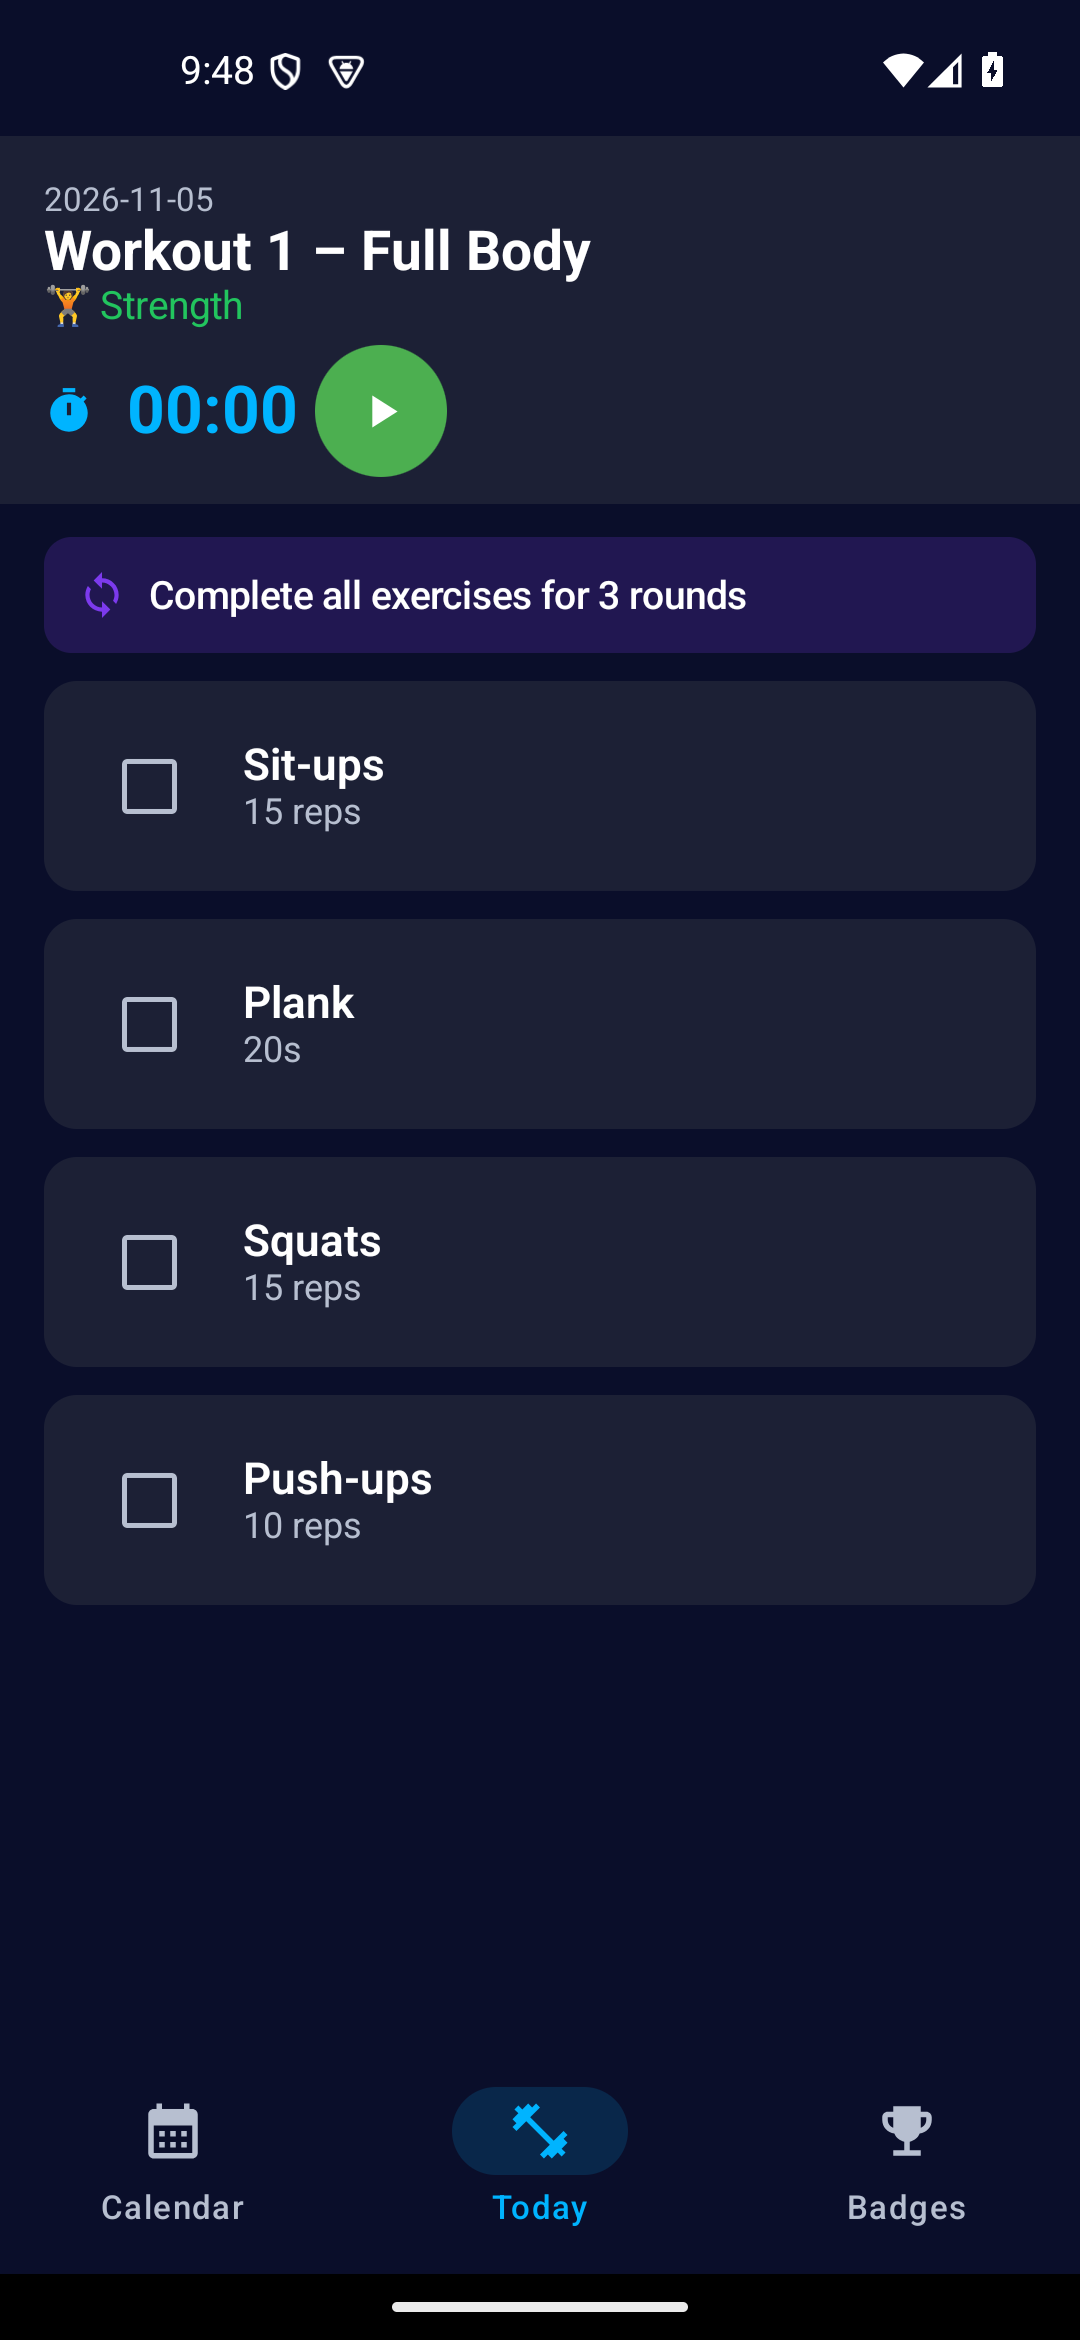 9:48
2026-11-05
Workout 1 – Full Body
🏋 Strength
00:00
Complete all exercises for 3 rounds
Sit-ups
15 reps
Plank
20s
Squats
15 reps
Push-ups
10 reps
Calendar
Today
Badges